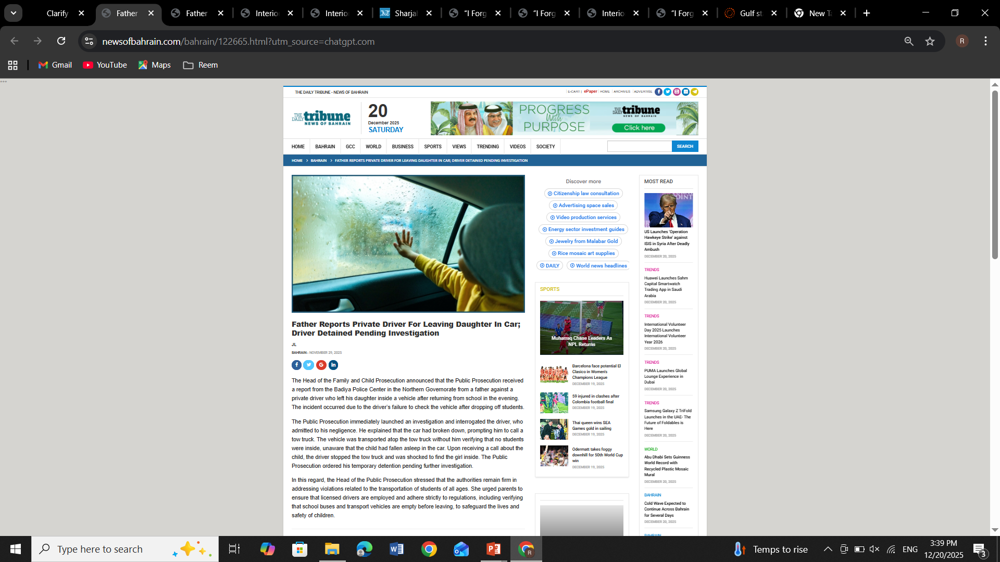 Clarify
Father
Father
Interio
Interio
Sharjah
"I Forg
"I Forg
Interio
"I Forg
Gulf st
New Ta
newsofbahrain.com/bahrain/122665.html?utm_source=chatgpt.com
R
Gmail
YouTube
Maps
Reem
THE DAILY TRIBUNE - NEWS OF BAHRAIN
E-CART | ePaper | HOME | ARCHIVES | ADVERTISE
THE DAILY tribune
NEWS OF BAHRAIN
20
December 2025
SATURDAY
PROGRESS
With
PURPOSE
THE DAILY tribune
NEWS OF BAHRAIN
Click here
HOME BAHRAIN GCC WORLD BUSINESS SPORTS VIEWS TRENDING VIDEOS SOCIETY
SEARCH
HOME > BAHRAIN > FATHER REPORTS PRIVATE DRIVER FOR LEAVING DAUGHTER IN CAR; DRIVER DETAINED PENDING INVESTIGATION
Father Reports Private Driver For Leaving Daughter In Car;
Driver Detained Pending Investigation
JL
BAHRAIN - NOVEMBER 29, 2025
The Head of the Family and Child Prosecution announced that the Public Prosecution received
a report from the Badiya Police Center in the Northern Governorate from a father against a
private driver who left his daughter inside a vehicle after returning from school in the evening.
The incident occurred due to the driver's failure to check the vehicle after dropping off students.
The Public Prosecution immediately launched an investigation and interrogated the driver, who
admitted to his negligence. He explained that the car had broken down, prompting him to call a
tow truck. The vehicle was transported atop the tow truck without him verifying that no students
were inside, unaware that the child had fallen asleep in the car. Upon receiving a call about the
child, the driver stopped the tow truck and was shocked to find the girl inside. The Public
Prosecution ordered his temporary detention pending further investigation.
In this regard, the Head of the Public Prosecution stressed that the authorities remain firm in
addressing violations related to the transportation of students of all ages. She urged parents to
ensure that licensed drivers are employed and adhere strictly to regulations, including verifying
that school buses and transport vehicles are empty before leaving, to safeguard the lives and
safety of children.
Discover more
Citizenship law consultation
Advertising space sales
Video production services
Energy sector investment guides
Jewelry from Malabar Gold
Rice mosaic art supplies
DAILY
World news headlines
SPORTS
Muharraq Chase Leaders As
NPL Returns
Barcelona face potential El
Clasico in Women's
Champions League
DECEMBER 19, 2025
59 injured in clashes after
Colombia football final
DECEMBER 19, 2025
Thai queen wins SEA
Games gold in sailing
DECEMBER 19, 2025
Odermatt takes foggy
downhill for 50th World Cup
win
DECEMBER 19, 2025
MOST READ
US Launches 'Operation
Hawkeye Strike' against
ISIS in Syria After Deadly
Ambush
DECEMBER 20, 2025
TRENDS
Huawei Launches Sahm
Capital Smartwatch
Trading App in Saudi
Arabia
DECEMBER 20, 2025
TRENDS
International Volunteer
Day 2025 Launches
International Volunteer
Year 2026
DECEMBER 20, 2025
TRENDS
PUMA Launches Global
Lounge Experience in
Dubai
DECEMBER 20, 2025
TRENDS
Samsung Galaxy Z TriFold
Launches in the UAE- The
Future of Foldables is
Here
DECEMBER 20, 2025
WORLD
Abu Dhabi Sets Guinness
World Record with
Recycled Plastic Mosaic
Mural
DECEMBER 20, 2025
BAHRAIN
Cold Wave Expected to
Continue Across Bahrain
for Several Days
DECEMBER 20, 2025
BAHRAIN
Type here to search
Temps to rise
ENG
3:39 PM
12/20/2025
3